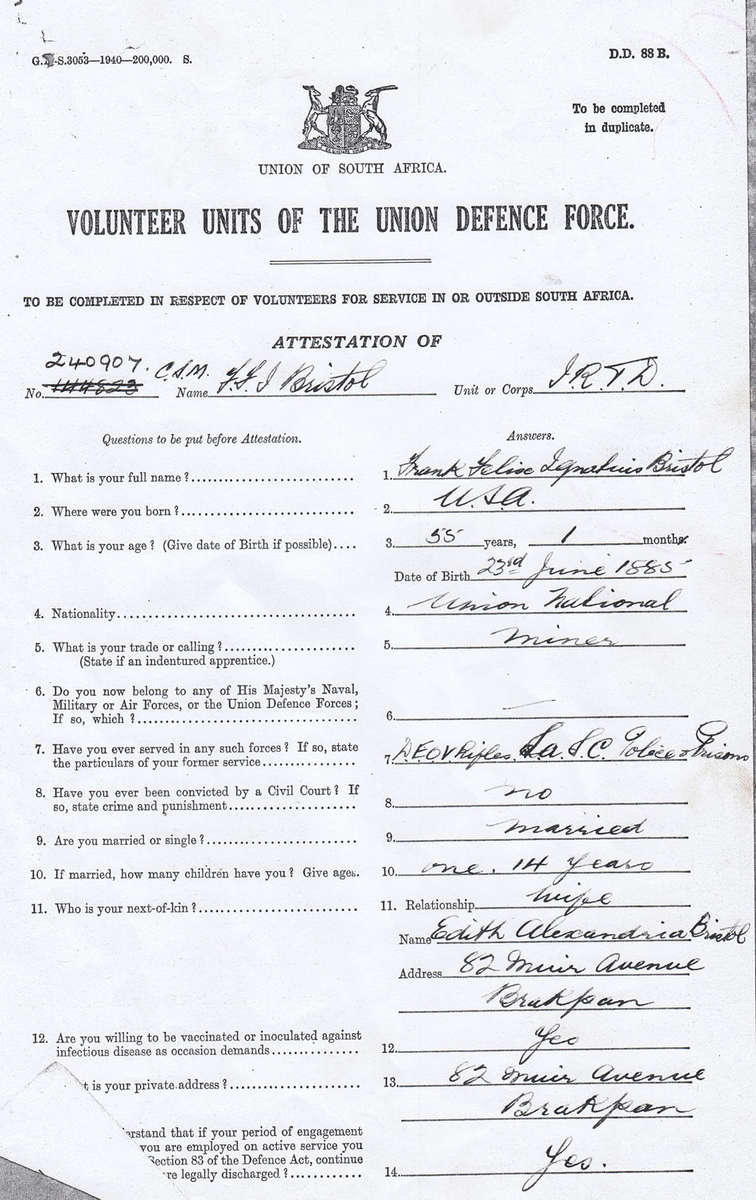 -S.3053—1940—200,000. S.
D.D. 88 B.
To be completed
in duplicate.
UNION OF SOUTH AFRICA.
VOLUNTEER UNITS OF THE UNION DEFENCE FORCE.
TO BE COMPLETED IN RESPECT OF VOLUNTEERS FOR SERVICE IN OR OUTSIDE SOUTH AFRICA.
ATTESTATION OF
240907.
No. 144823 C.S.M. Name F.F.I Bristol Unit or Corps I.R.T.D.
Questions to be put before Attestation. Answers.
1. What is your full name? 1. Frank Felix Ignatius Bristol
2. Where were you born? 2. U.S.A.
3. What is your age? (Give date of Birth if possible) 3. 55 years, 1 months.
Date of Birth 23rd June 1885
4. Nationality 4. Union National
5. What is your trade or calling? 5. Miner
(State if an indentured apprentice.)
6. Do you now belong to any of His Majesty's Naval,
Military or Air Forces, or the Union Defence Forces;
If so, which? 6. —
7. Have you ever served in any such forces? If so, state
the particulars of your former service 7. D.E.O.V Rifles. S.C. Police & Prisons
8. Have you ever been convicted by a Civil Court? If
so, state crime and punishment 8. no
9. Are you married or single? 9. married
10. If married, how many children have you? Give ages. 10. one. 14 years
11. Who is your next-of-kin? 11. Relationship wife
Name Edith Alexandria Bristol
Address 82 Muir Avenue
Brakpan
12. Are you willing to be vaccinated or inoculated against
infectious disease as occasion demands 12. Yes
t is your private address? 13. 82 Muir Avenue
Brakpan
erstand that if your period of engagement
you are employed on active service you
Section 83 of the Defence Act, continue
re legally discharged? 14. Yes.